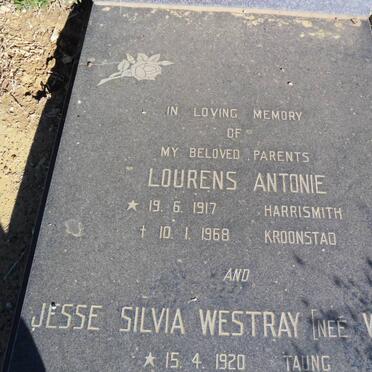 IN LOVING MEMORY
OF
MY BELOVED PARENTS
LOURENS ANTONIE
★ 19. 6. 1917 HARRISMITH
† 10. 1. 1968 KROONSTAD
AND
JESSE SILVIA WESTRAY [NEÉ
★ 15. 4. 1920 TAUNG